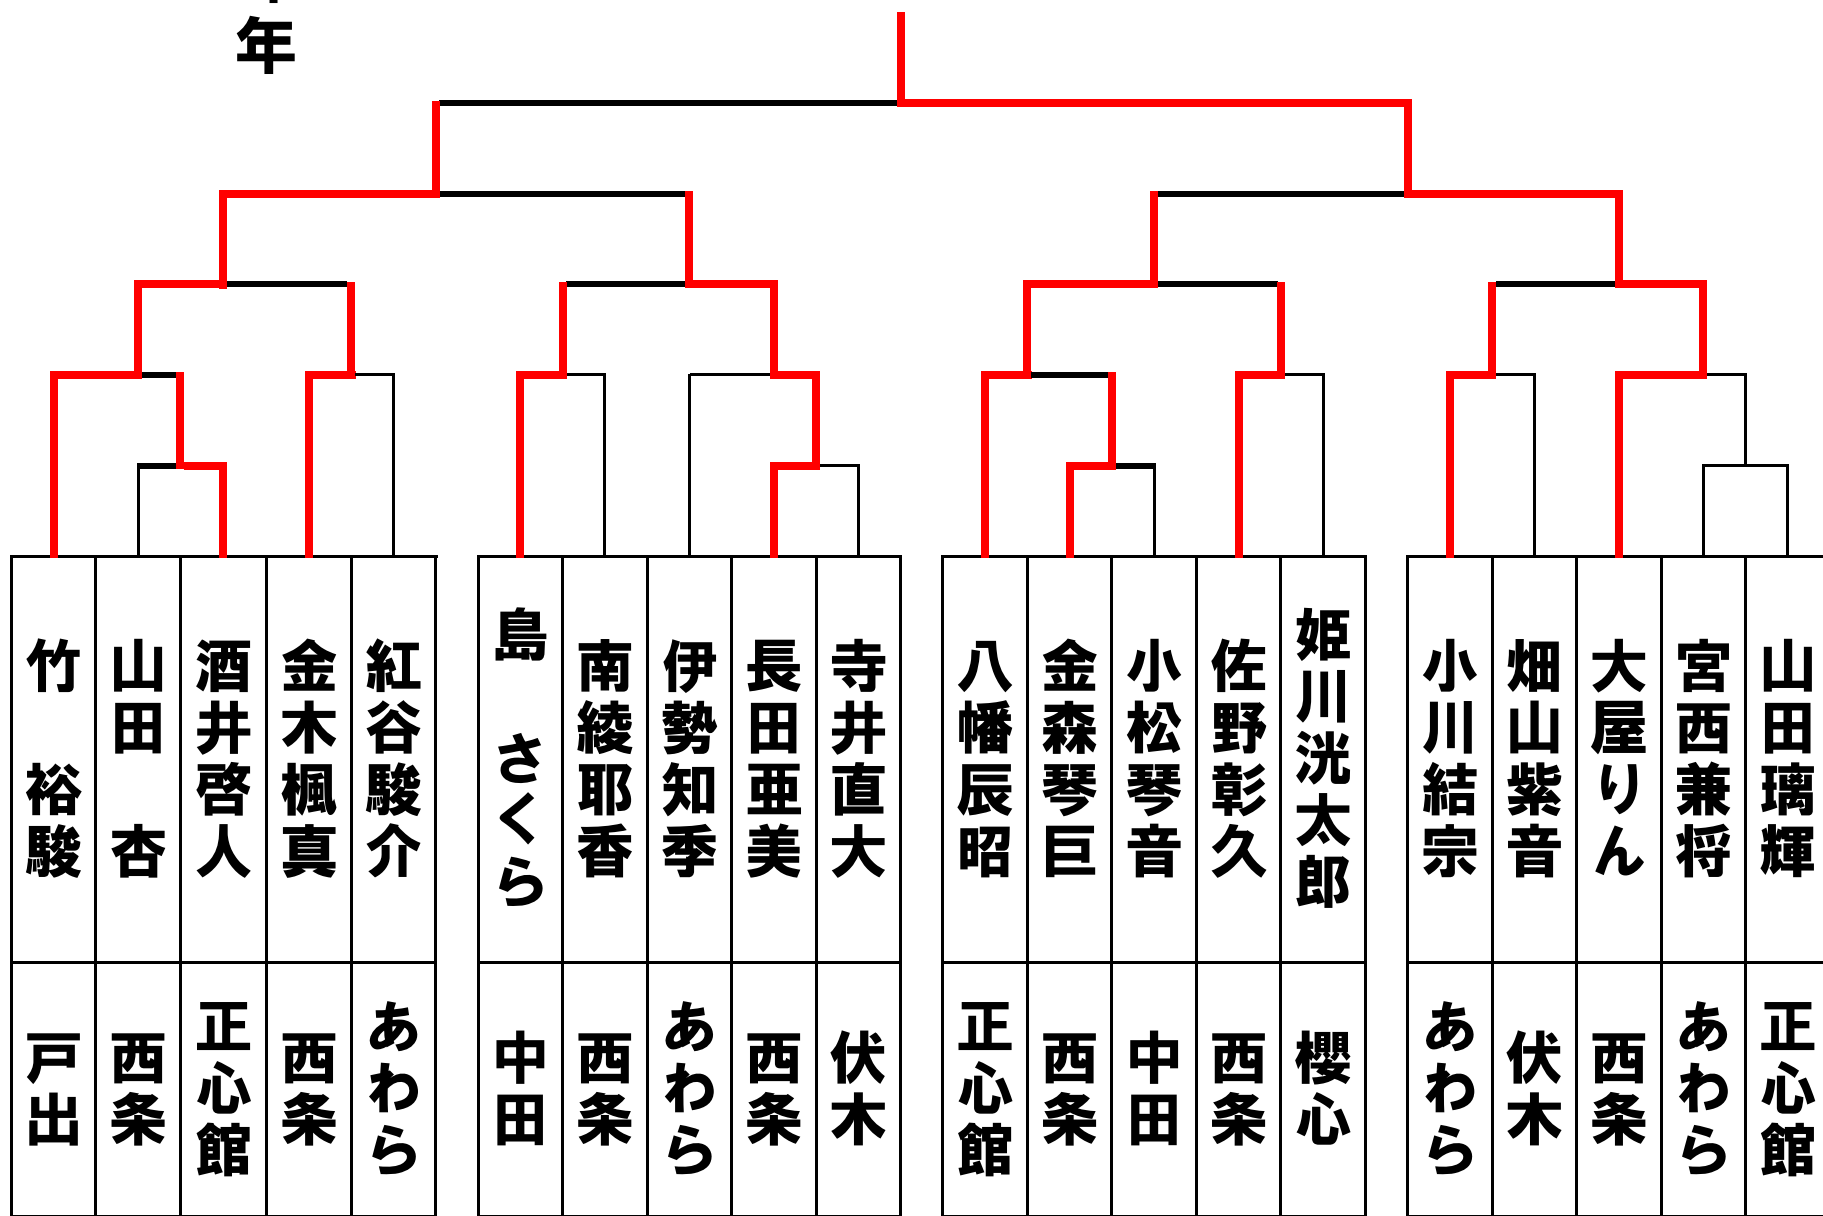 年
竹 裕駿
山田 杏
酒井啓人
金木楓真
紅谷駿介
島 さくら
南綾耶香
伊勢知季
長田亜美
寺井直大
八幡辰昭
金森琴巨
小松琴音
佐野彰久
姫川洸太郎
小川結宗
畑山紫音
大屋りん
宮西兼将
山田璃輝
戸出
西条
正心館
西条
あわら
中田
西条
あわら
西条
伏木
正心館
西条
中田
西条
櫻心
あわら
伏木
西条
あわら
正心館